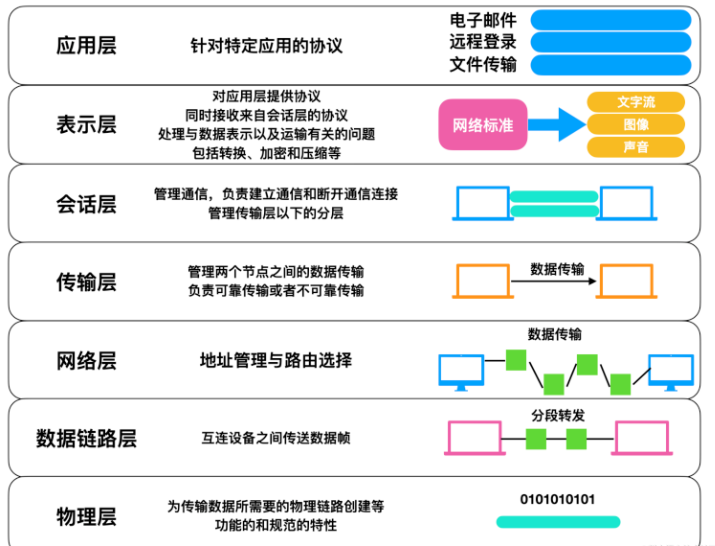 应用层
针对特定应用的协议
电子邮件
远程登录
文件传输
表示层
对应用层提供协议
同时接收来自会话层的协议
处理与数据表示以及运输有关的问题
包括转换、加密和压缩等
网络标准
文字流
图像
声音
会话层
管理通信，负责建立通信和断开通信连接
管理传输层以下的分层
传输层
管理两个节点之间的数据传输
负责可靠传输或者不可靠传输
数据传输
网络层
地址管理与路由选择
数据传输
数据链路层
互连设备之间传送数据帧
分段转发
物理层
为传输数据所需要的物理链路创建等
功能的和规范的特性
0101010101